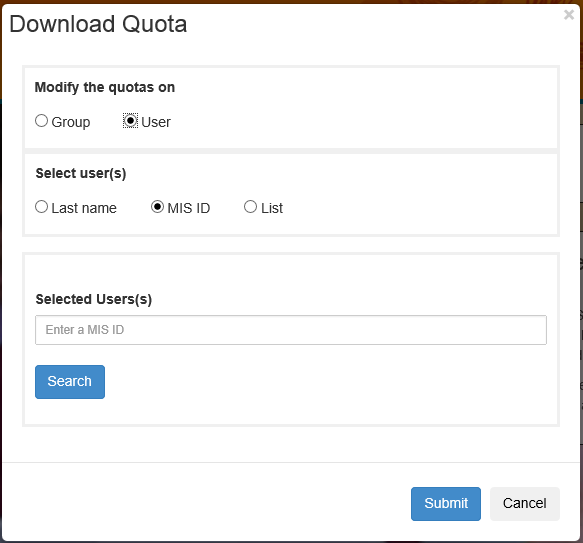 Download Quota
×
Modify the quotas on
Group User
Select user(s)
Last name MIS ID List
Selected Users(s)
Enter a MIS ID
Search
Submit Cancel